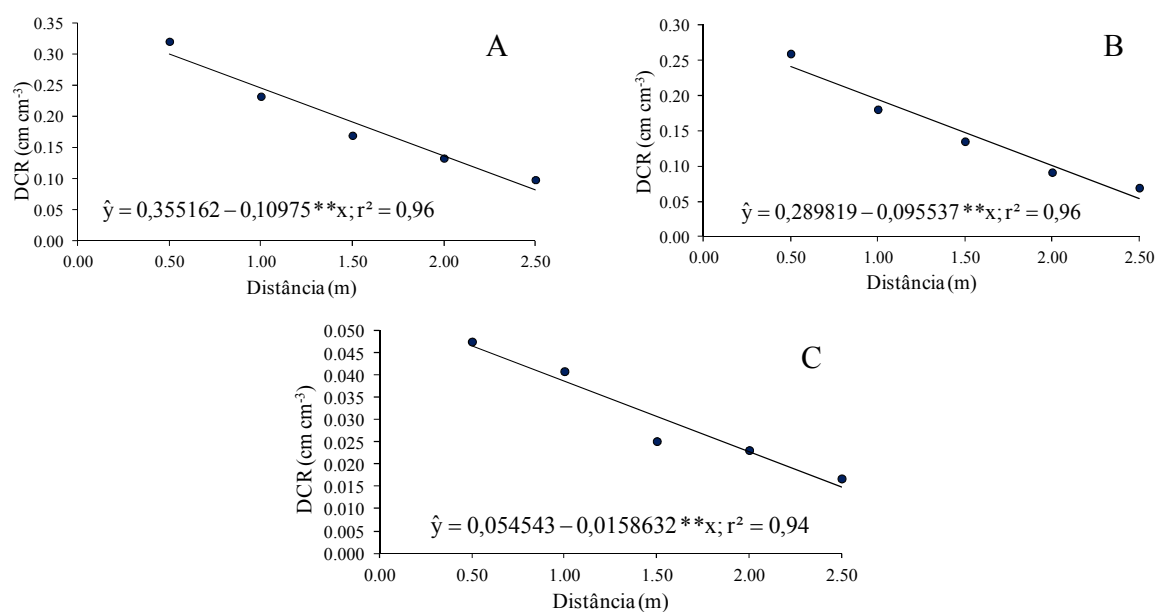 A
DCR (cm cm⁻³)
0.35
0.30
0.25
0.20
0.15
0.10
0.05
0.00
ŷ = 0,355162 – 0,10975 **x; r² = 0,96
0.00 0.50 1.00 1.50 2.00 2.50
Distância (m)
B
DCR (cm cm⁻³)
0.30
0.25
0.20
0.15
0.10
0.05
0.00
ŷ = 0,289819 – 0,095537 **x; r² = 0,96
0.00 0.50 1.00 1.50 2.00 2.50
Distância (m)
C
DCR (cm cm⁻³)
0.050
0.045
0.040
0.035
0.030
0.025
0.020
0.015
0.010
0.005
0.000
ŷ = 0,054543 – 0,0158632 **x; r² = 0,94
0.00 0.50 1.00 1.50 2.00 2.50
Distância (m)